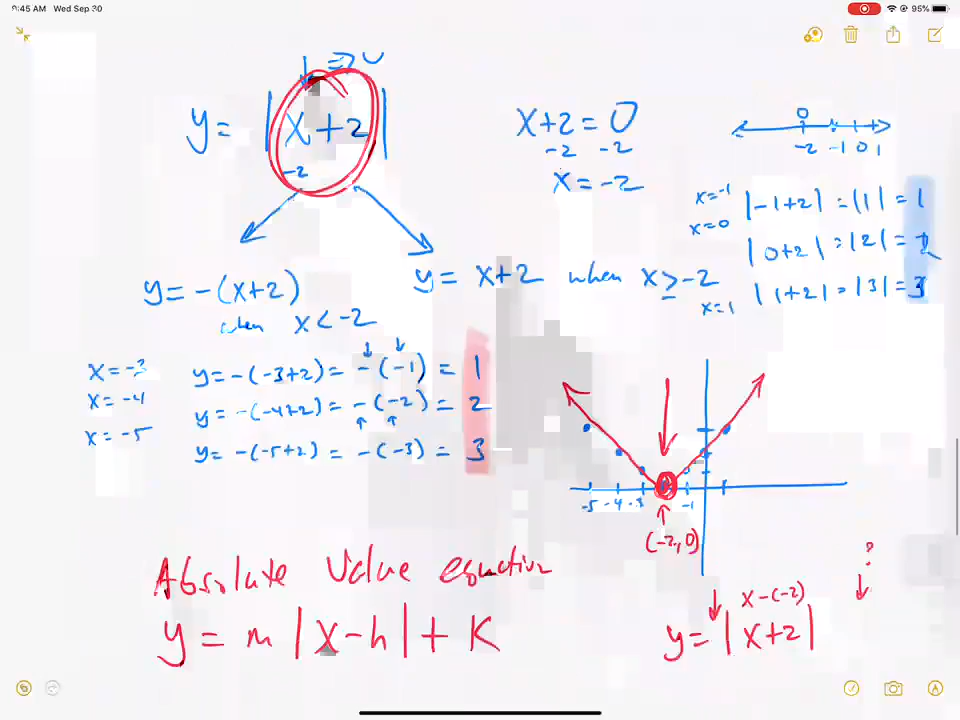 9:45 AM Wed Sep 30
95%
=> 0
y = |x+2|
-2
x+2 = 0
-2 -2
x = -2
0
-2 -1 0 1
x=-1 |-1+2| = |1| = 1
x=0 |0+2| = |2| = 2
x=1 |1+2| = |3| = 3
y = -(x+2)
when x < -2
y = x+2 when x ≥ -2
x = -3 y = -(-3+2) = -(-1) = 1
x = -4 y = -(-4+2) = -(-2) = 2
x = -5 y = -(-5+2) = -(-3) = 3
-5 -4 -3 -1
(-2,0)
Absolute Value equation
y = m|x-h| + K
?
x-(-2)
y = |x+2|